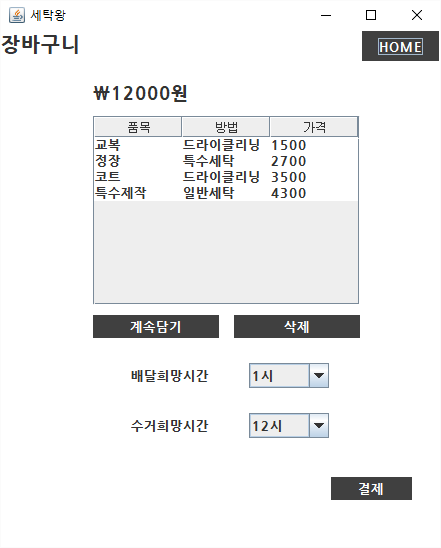 세탁왕
장바구니 HOME
₩12000원
품목 방법 가격
교복 드라이클리닝 1500
정장 특수세탁 2700
코트 드라이클리닝 3500
특수제작 일반세탁 4300
계속담기 삭제
배달희망시간 1시
수거희망시간 12시
결제